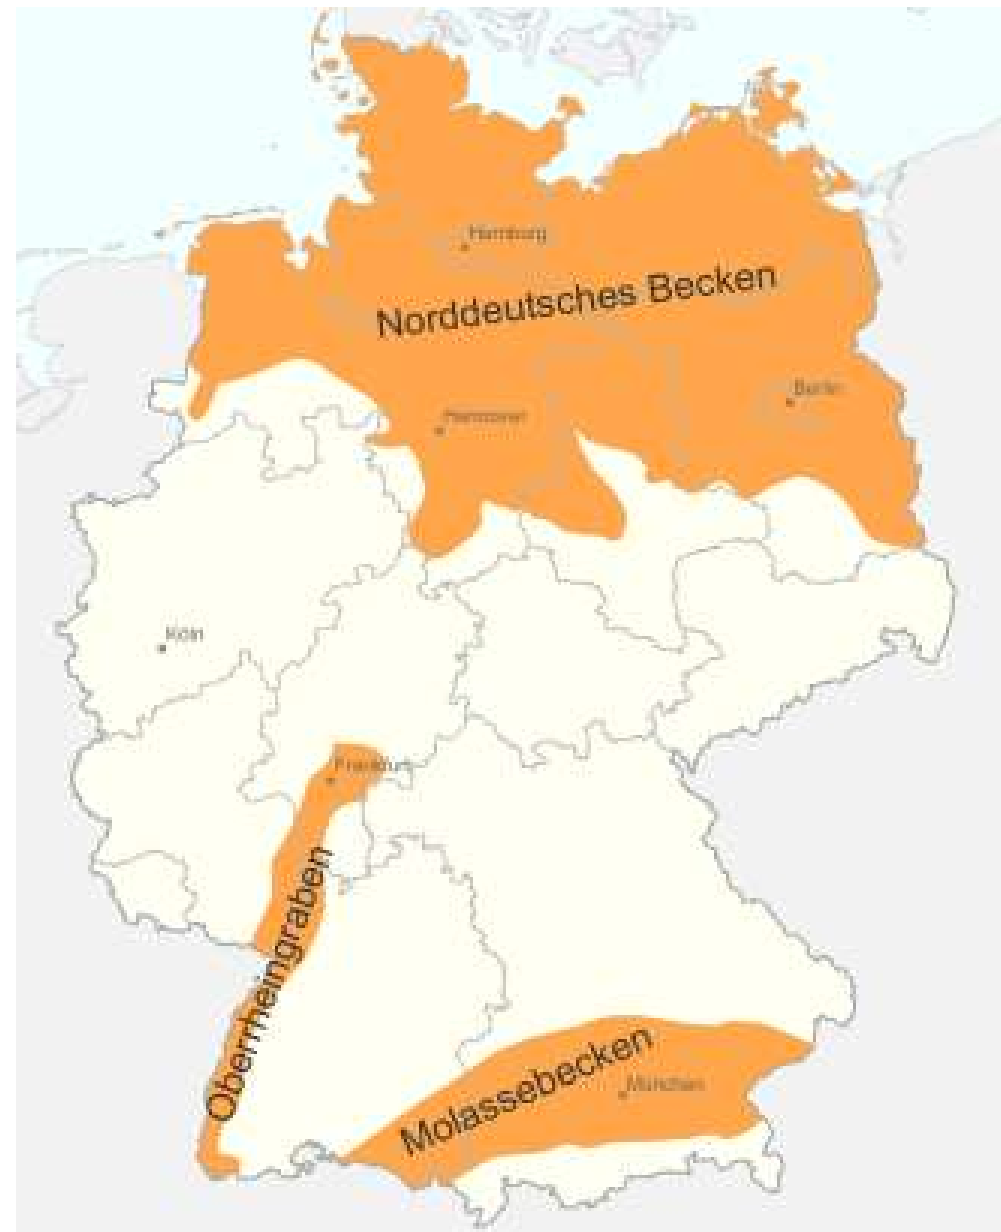 Hamburg
Norddeutsches Becken
Berlin
Hannover
Köln
Frankfurt
Oberrheingraben
Molassebecken
München